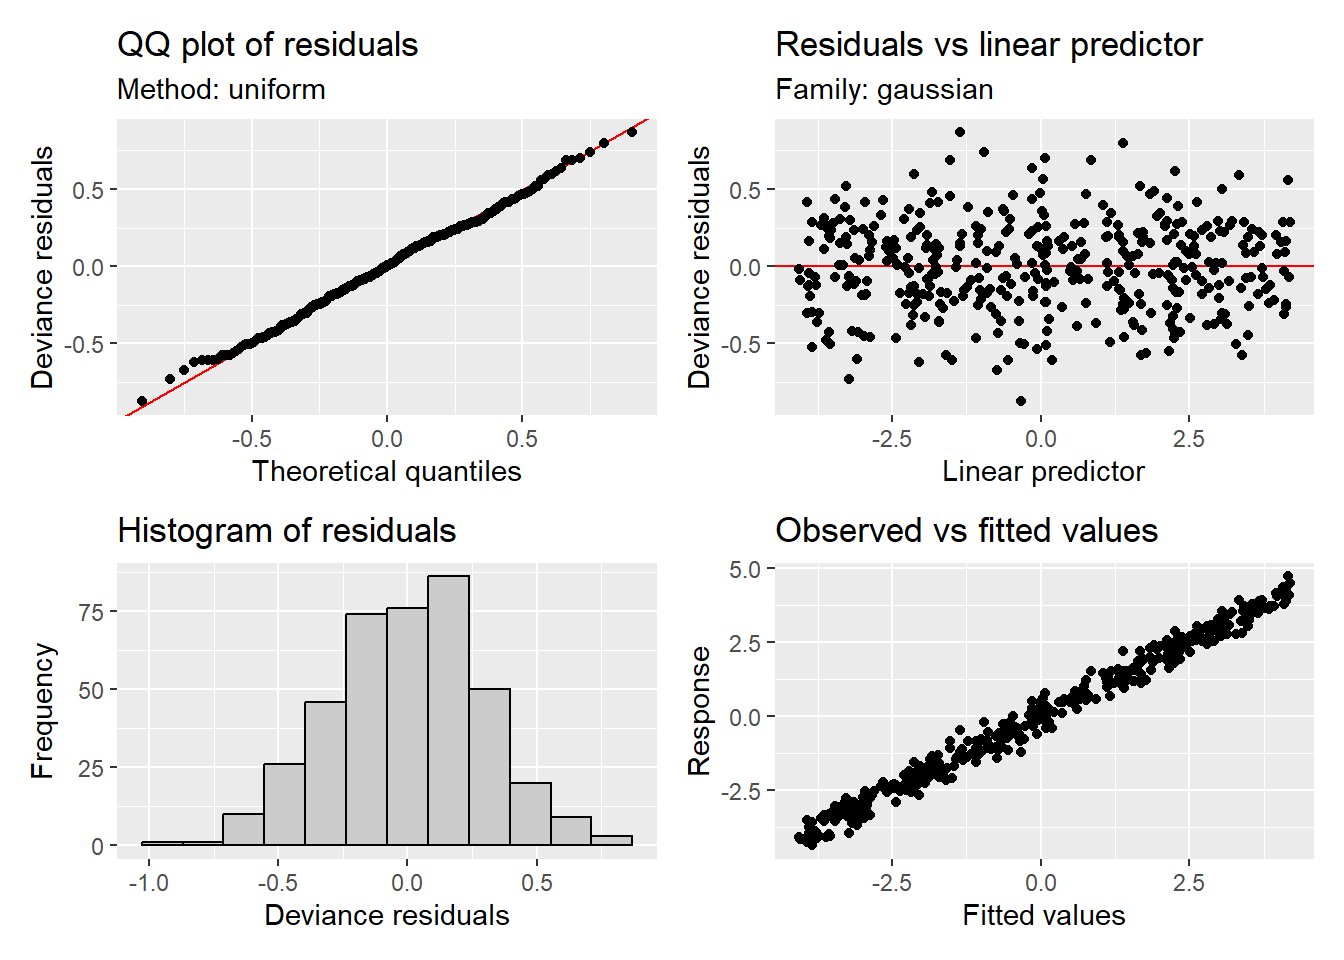 QQ plot of residuals
Method: uniform
Deviance residuals
0.5
0.0
-0.5
-0.5
0.0
0.5
Theoretical quantiles
Residuals vs linear predictor
Family: gaussian
Deviance residuals
0.5
0.0
-0.5
-2.5
0.0
2.5
Linear predictor
Histogram of residuals
Frequency
75
50
25
0
-1.0
-0.5
0.0
0.5
Deviance residuals
Observed vs fitted values
Response
5.0
2.5
0.0
-2.5
-2.5
0.0
2.5
Fitted values